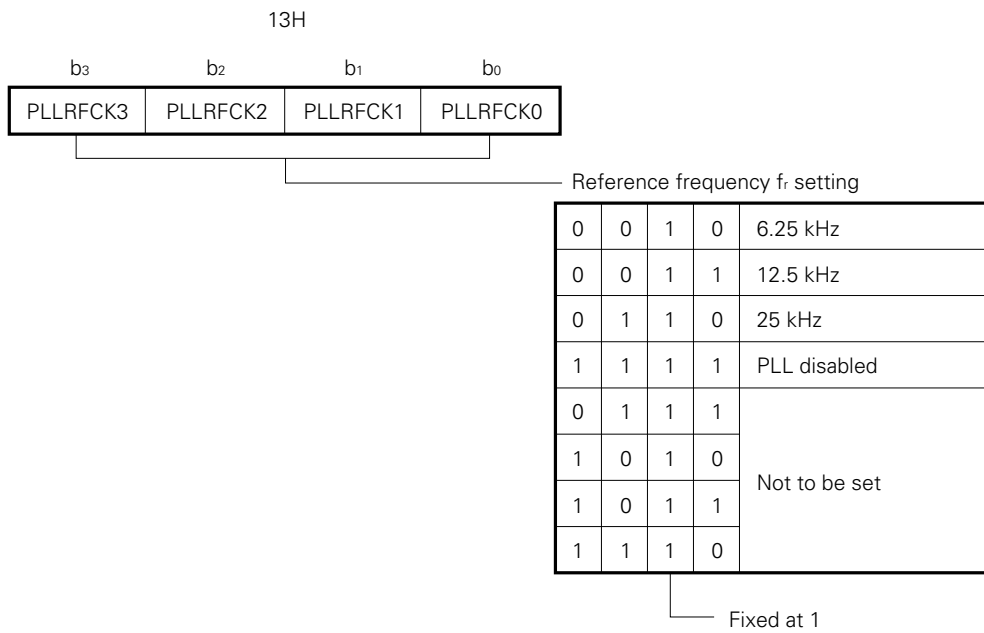 13H
b3 b2 b1 b0
PLLRFCK3 PLLRFCK2 PLLRFCK1 PLLRFCK0
Reference frequency fr setting
0 0 1 0 6.25 kHz
0 0 1 1 12.5 kHz
0 1 1 0 25 kHz
1 1 1 1 PLL disabled
0 1 1 1
1 0 1 0
Not to be set
1 0 1 1
1 1 1 0
Fixed at 1